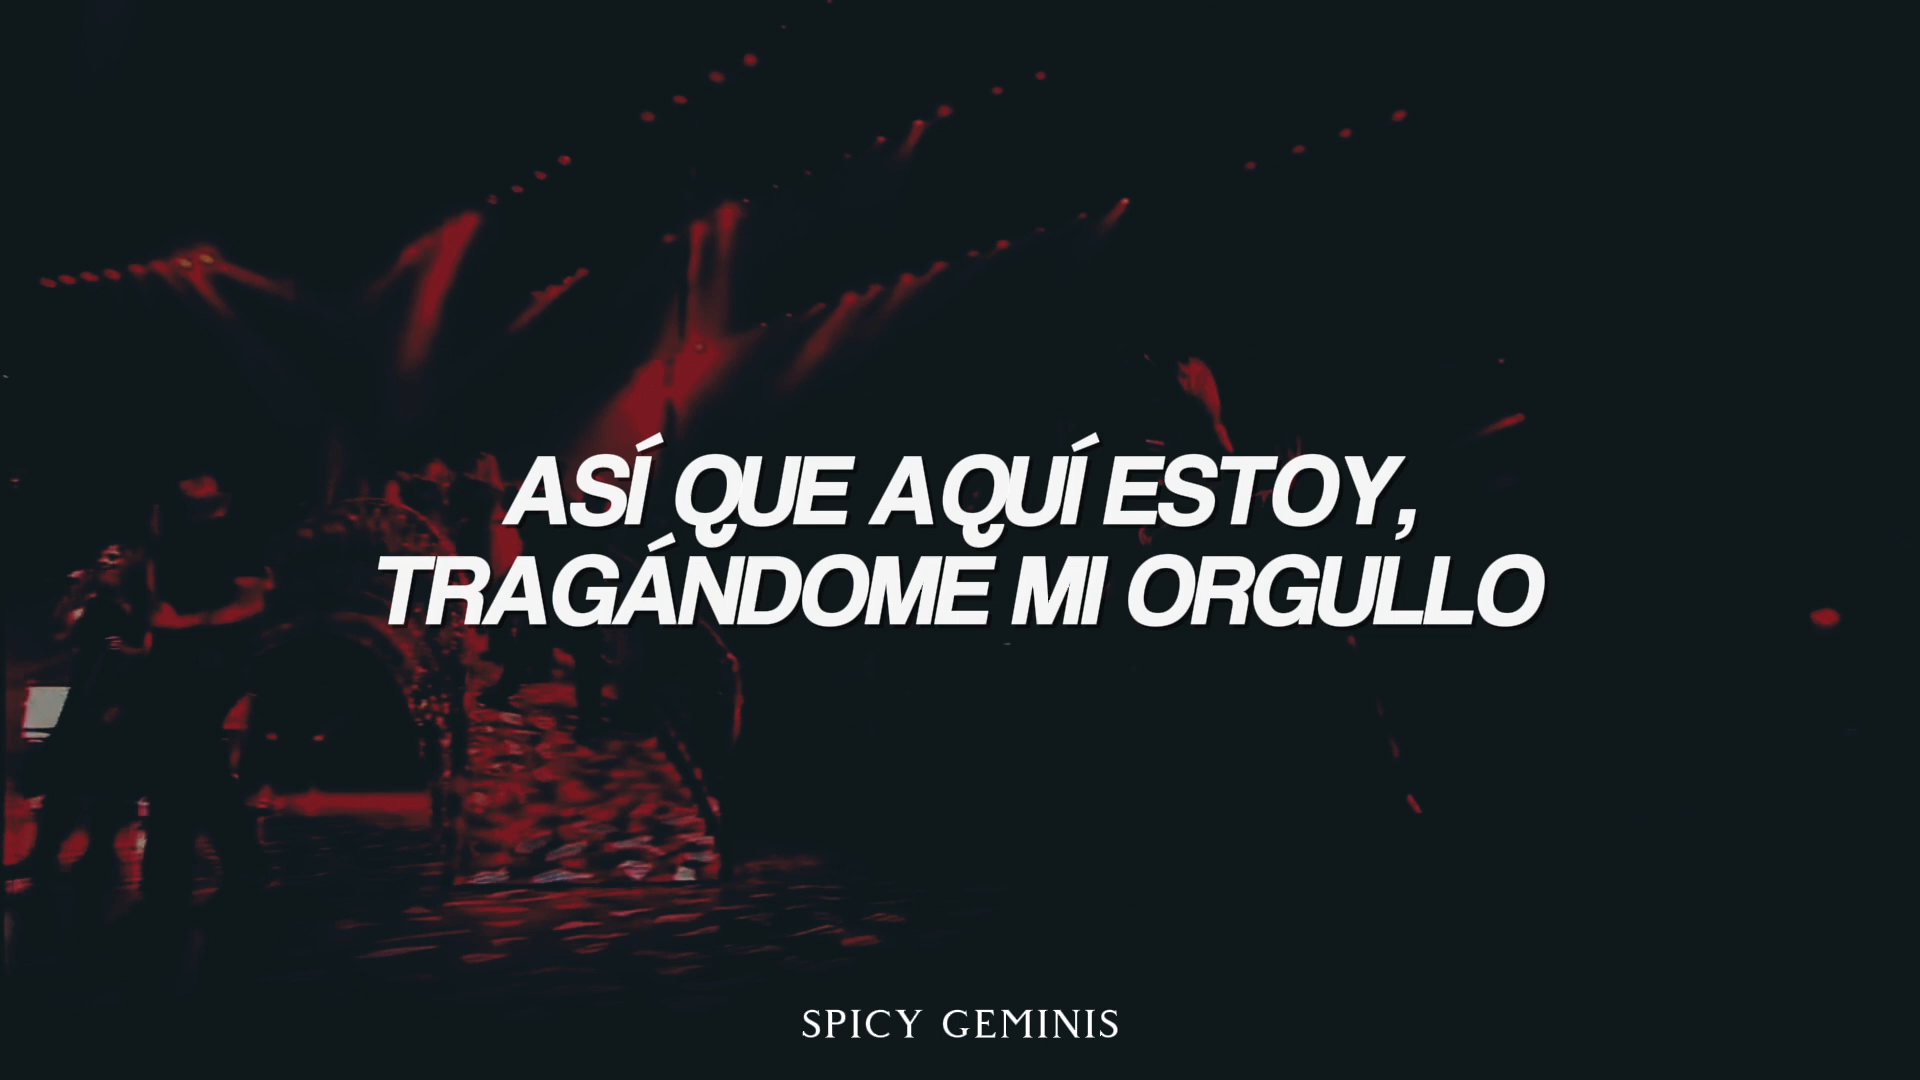 ASÍ QUE AQUÍ ESTOY,
TRAGÁNDOME MI ORGULLO
SPICY GEMINIS